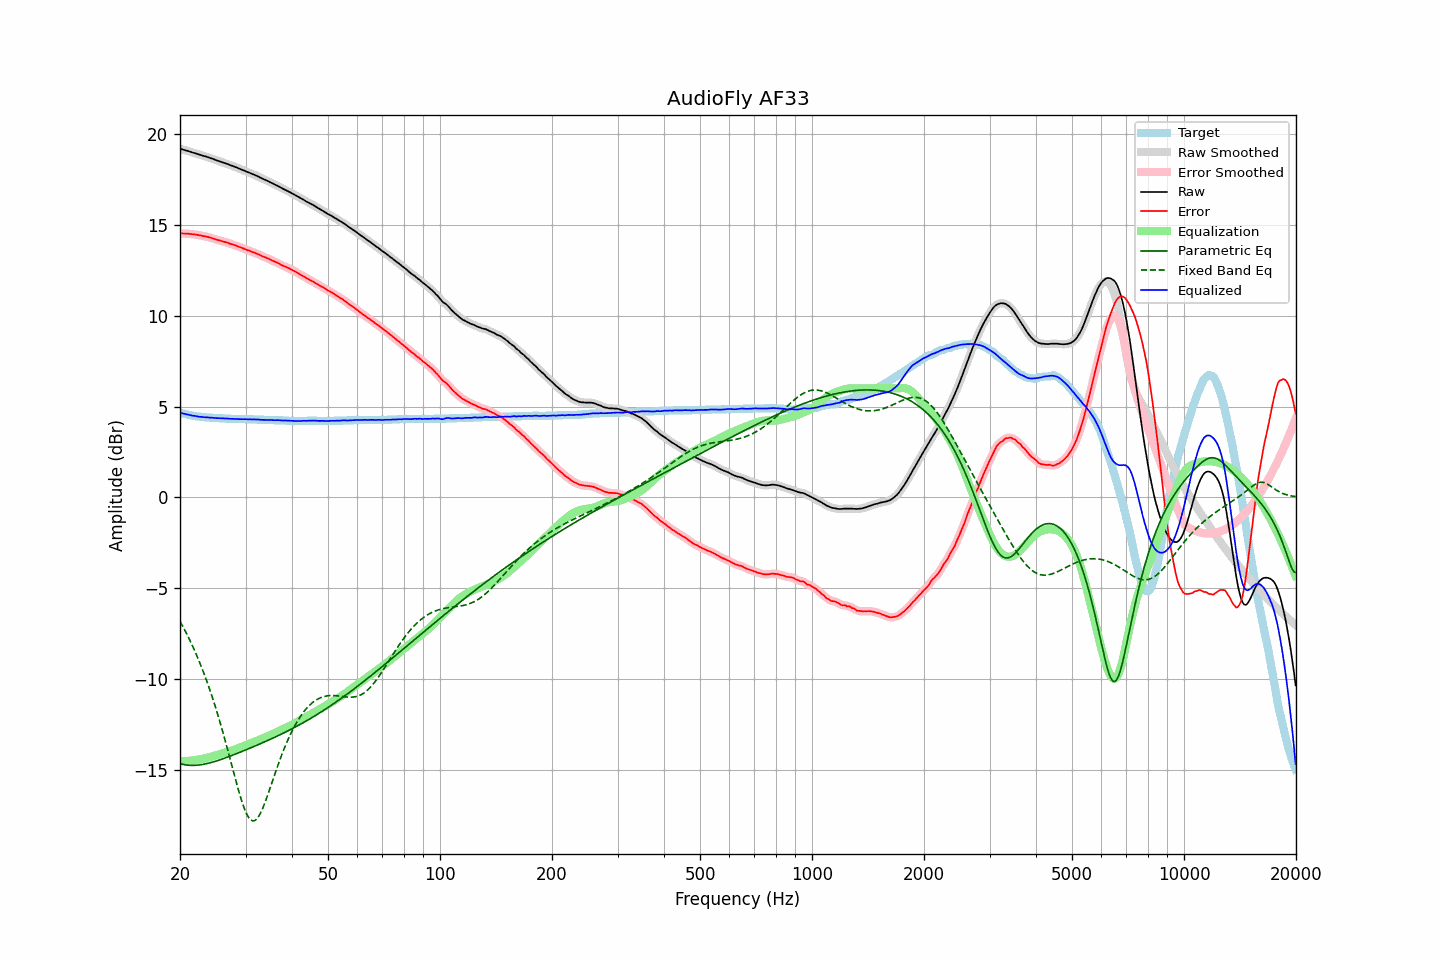 AudioFly AF33
Amplitude (dBr)
20
15
10
5
0
−5
−10
−15
Target
Raw Smoothed
Error Smoothed
Raw
Error
Equalization
Parametric Eq
Fixed Band Eq
Equalized
20
50
100
200
500
1000
2000
5000
10000
20000
Frequency (Hz)